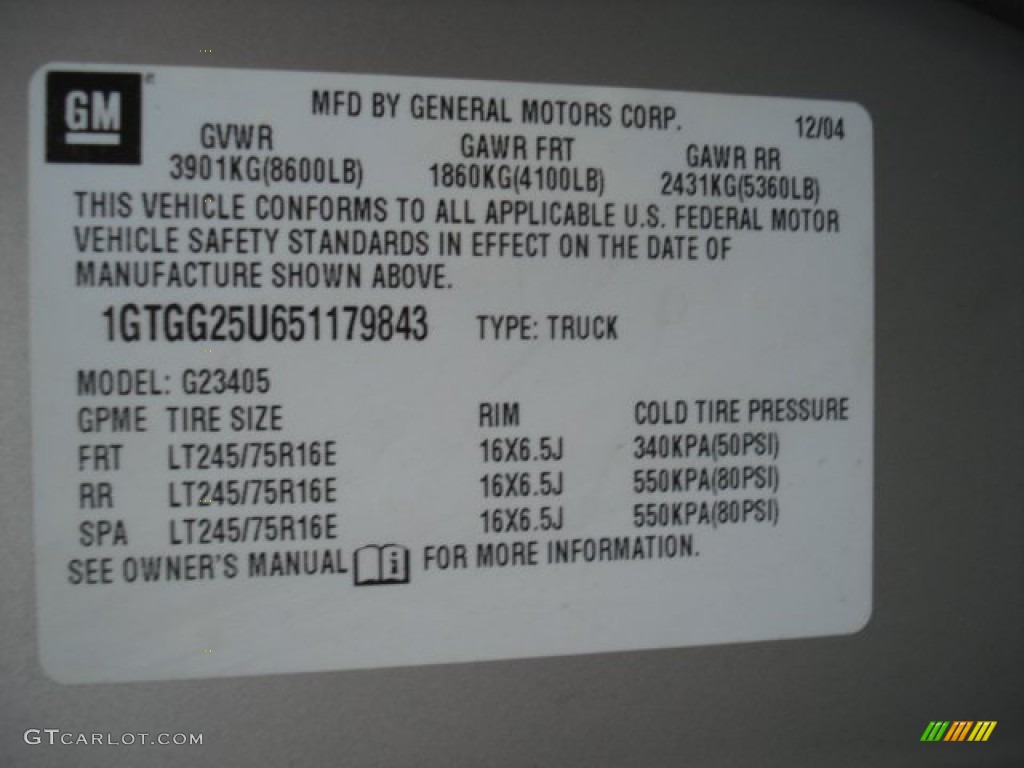 GM
MFD BY GENERAL MOTORS CORP. 12/04
GVWR GAWR FRT GAWR RR
3901KG(8600LB) 1860KG(4100LB) 2431KG(5360LB)
THIS VEHICLE CONFORMS TO ALL APPLICABLE U.S. FEDERAL MOTOR
VEHICLE SAFETY STANDARDS IN EFFECT ON THE DATE OF
MANUFACTURE SHOWN ABOVE.
1GTGG25U651179843 TYPE: TRUCK
MODEL: G23405
GPME TIRE SIZE RIM COLD TIRE PRESSURE
FRT LT245/75R16E 16X6.5J 340KPA(50PSI)
RR LT245/75R16E 16X6.5J 550KPA(80PSI)
SPA LT245/75R16E 16X6.5J 550KPA(80PSI)
SEE OWNER'S MANUAL i FOR MORE INFORMATION.
GTCARLOT.COM